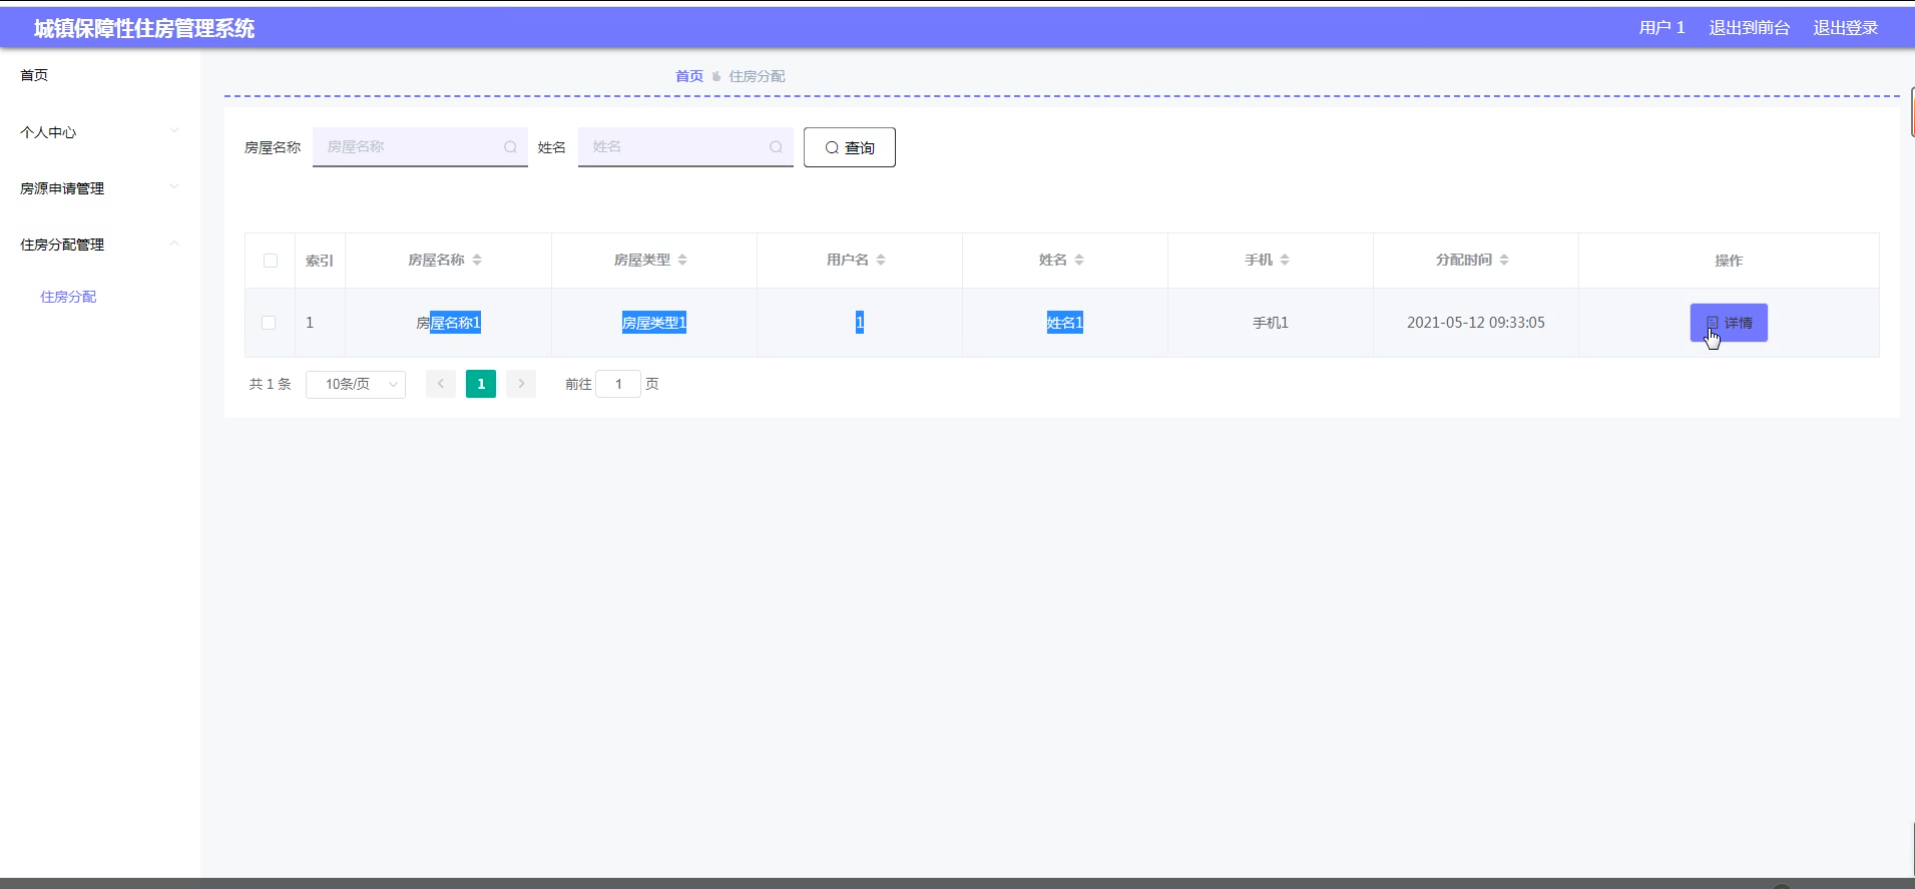 城镇保障性住房管理系统
用户 1 退出到前台 退出登录
首页
个人中心
房源申请管理
住房分配管理
住房分配
首页 住房分配
房屋名称 房屋名称 姓名 姓名 查询
索引 房屋名称 房屋类型 用户名 姓名 手机 分配时间 操作
1 房屋名称1 房屋类型1 1 姓名1 手机1 2021-05-12 09:33:05 详情
共 1 条 10条/页 1 前往 1 页